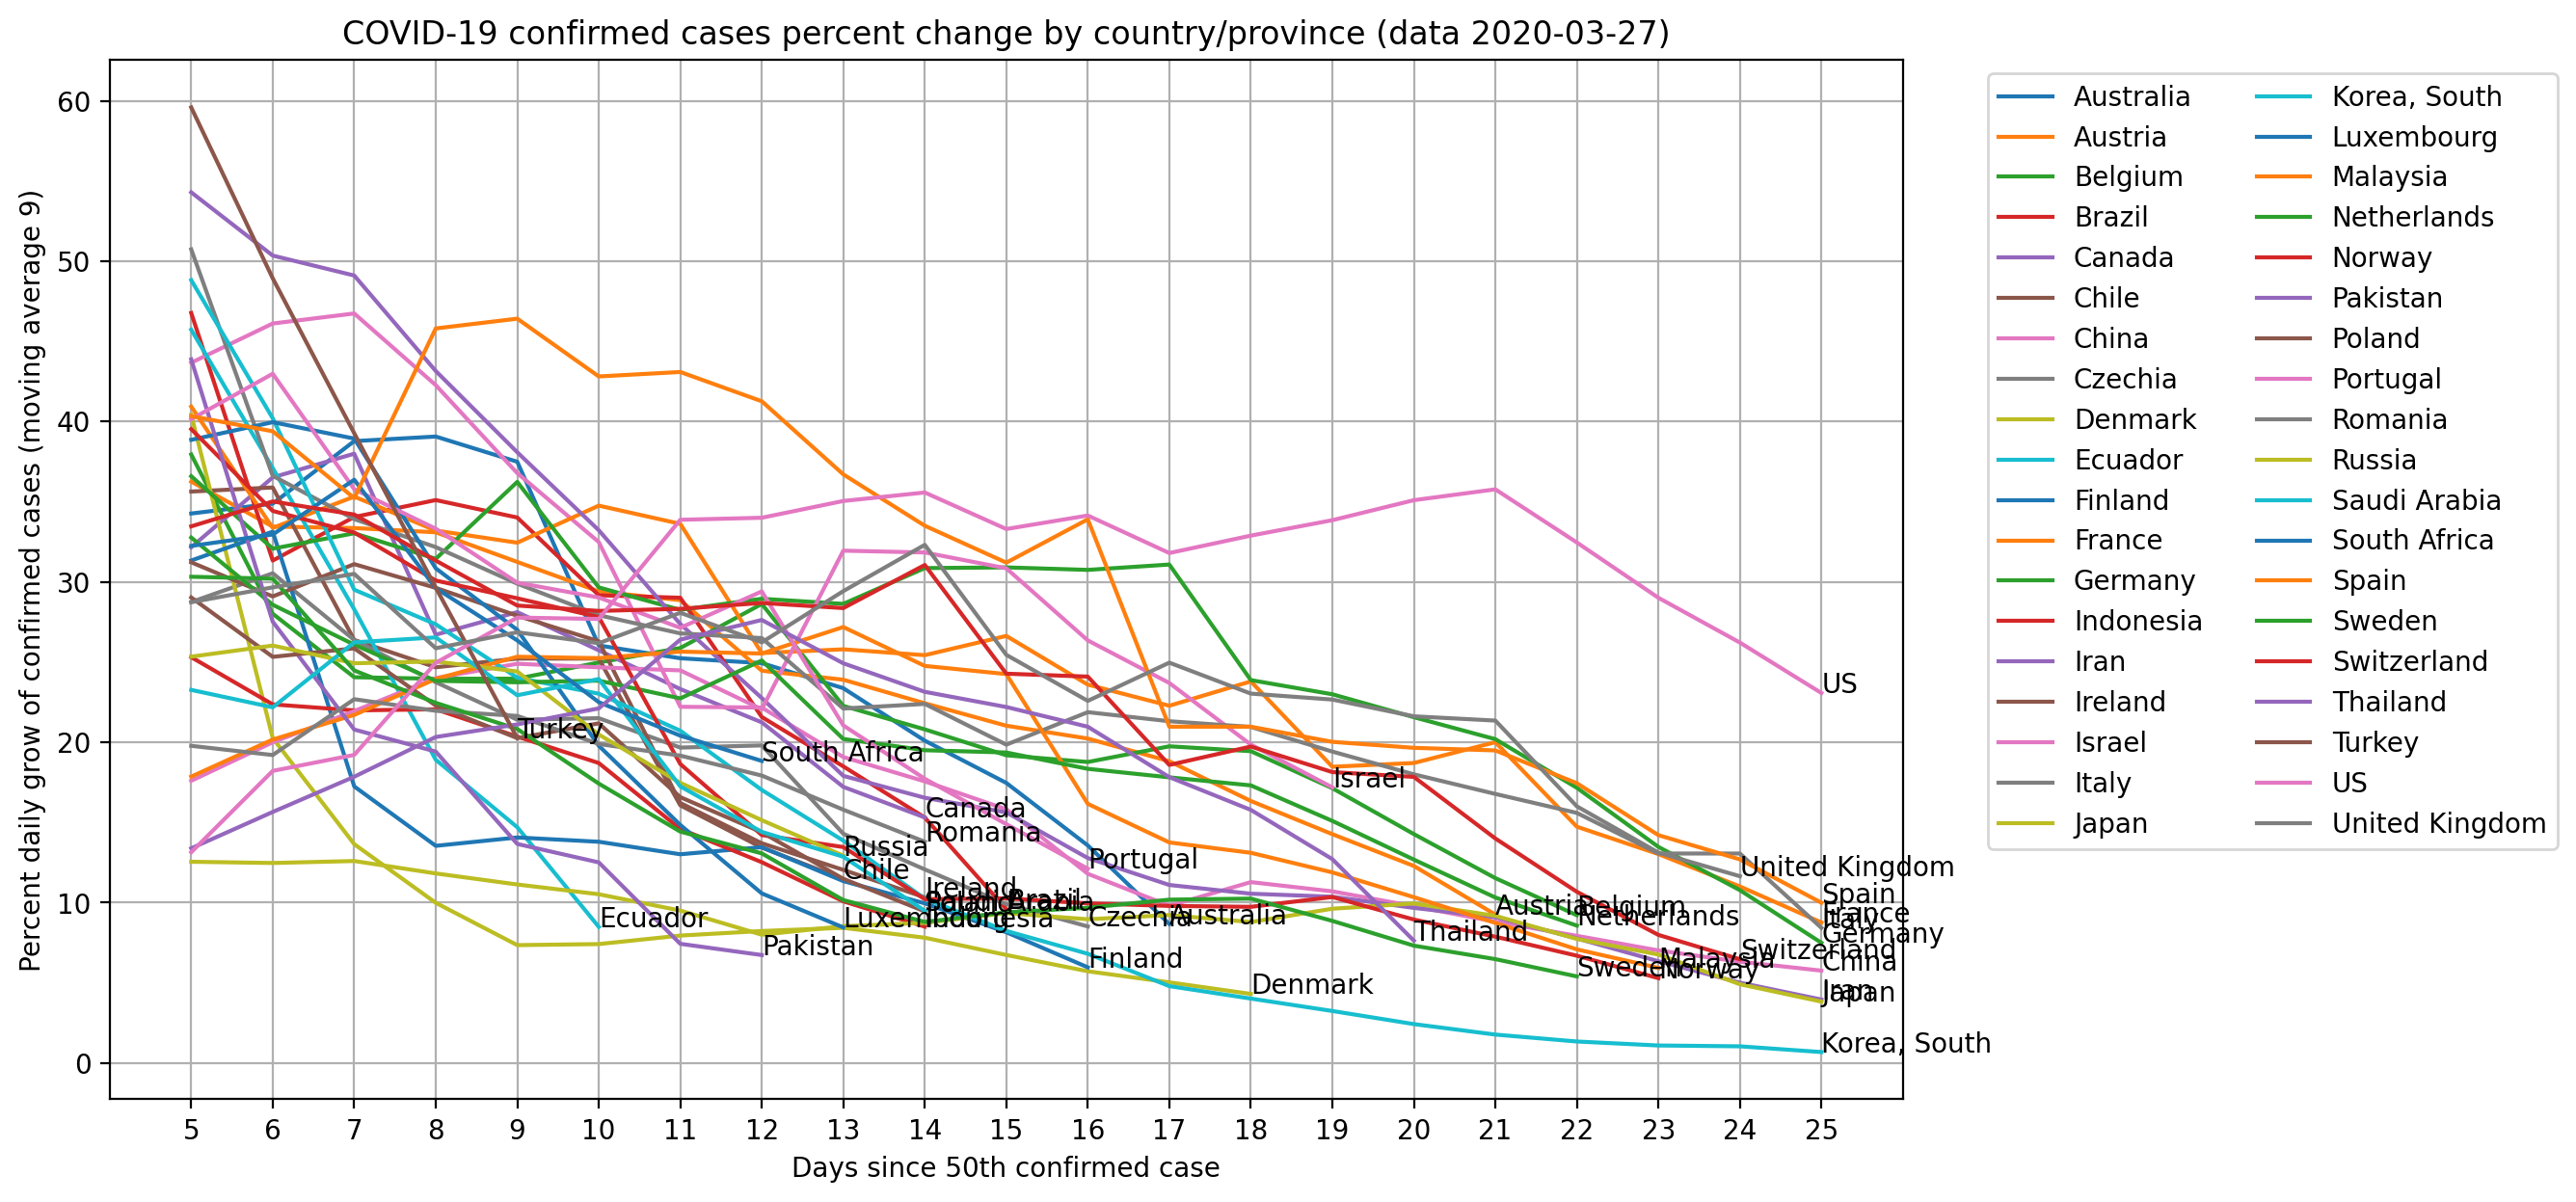 COVID-19 confirmed cases percent change by country/province (data 2020-03-27)
Percent daily grow of confirmed cases (moving average 9)
60
50
40
30
20
10
0
US
Turkey
South Africa
Israel
Canada
Romania
Russia
Portugal
Chile
United Kingdom
Ireland
Spain
Poland
Saudi Arabia
Brazil
Austria
Belgium
France
Ecuador
Luxembourg
Indonesia
Czechia
Australia
Netherlands
Italy
Thailand
Germany
Pakistan
Switzerland
Finland
Malaysia
China
Sweden
Norway
Denmark
Iran
Japan
Korea, South
5 6 7 8 9 10 11 12 13 14 15 16 17 18 19 20 21 22 23 24 25
Days since 50th confirmed case
Australia
Austria
Belgium
Brazil
Canada
Chile
China
Czechia
Denmark
Ecuador
Finland
France
Germany
Indonesia
Iran
Ireland
Israel
Italy
Japan
Korea, South
Luxembourg
Malaysia
Netherlands
Norway
Pakistan
Poland
Portugal
Romania
Russia
Saudi Arabia
South Africa
Spain
Sweden
Switzerland
Thailand
Turkey
US
United Kingdom